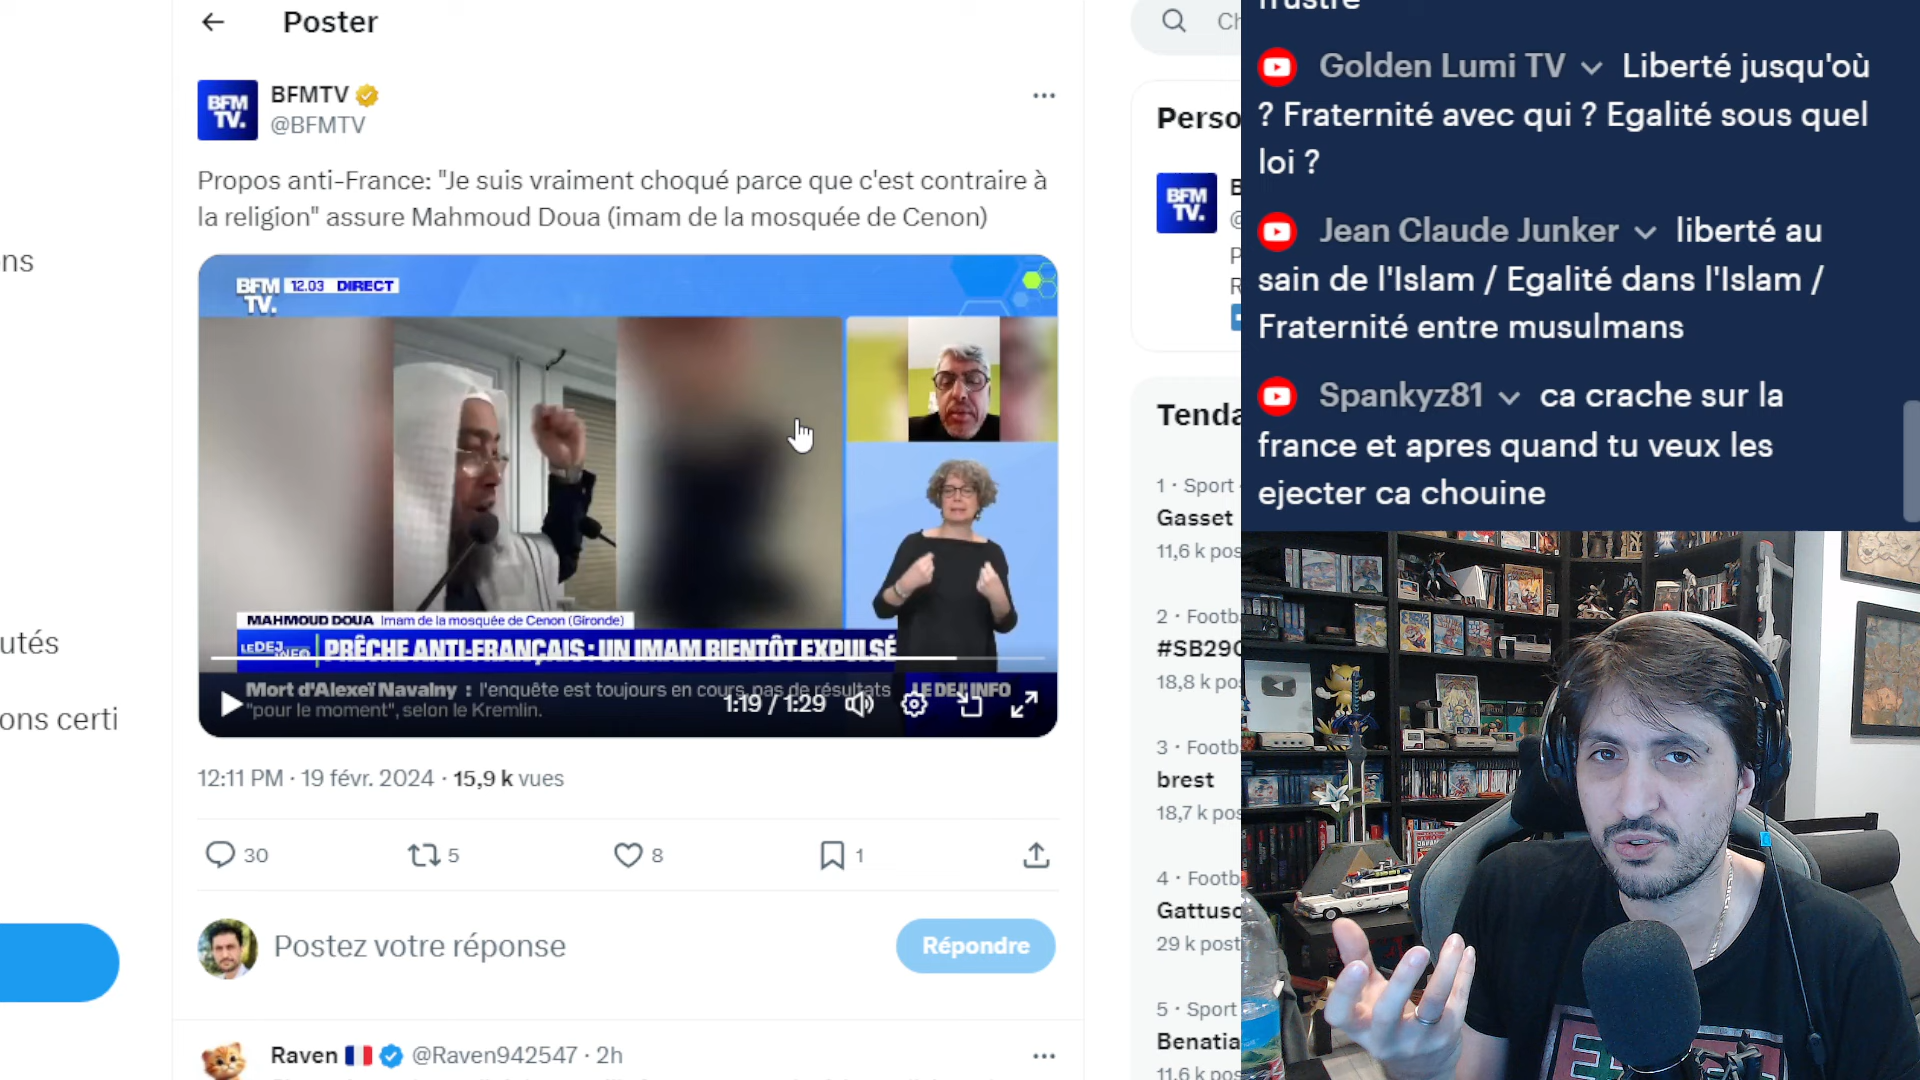 Poster
BFMTV
@BFMTV
Propos anti-France: "Je suis vraiment choqué parce que c'est contraire à
la religion" assure Mahmoud Doua (imam de la mosquée de Cenon)
BFM
TV.
12.03 DIRECT
MAHMOUD DOUA Imam de la mosquée de Cenon (Gironde)
PRÊCHE ANTI-FRANÇAIS : UN IMAM BIENTÔT EXPULSÉ
Mort d'Alexeï Navalny : l'enquête est toujours en cours, pas de résultats
"pour le moment", selon le Kremlin.
LE DEJ INFO
1:19 / 1:29
12:11 PM · 19 févr. 2024 · 15,9 k vues
30
5
8
1
Postez votre réponse
Répondre
Raven @Raven942547 · 2h
ns
utés
ons certi
Perso
BFM
TV.
Tenda
1 · Sport
Gasset
11,6 k pos
2 · Footb
#SB29
18,8 k pos
3 · Footb
brest
18,7 k pos
4 · Footb
Gattuso
29 k post
5 · Sport
Benatia
11,6 k pos
frustré
Golden Lumi TV Liberté jusqu'où
? Fraternité avec qui ? Egalité sous quel
loi ?
Jean Claude Junker liberté au
sain de l'Islam / Egalité dans l'Islam /
Fraternité entre musulmans
Spankyz81 ca crache sur la
france et apres quand tu veux les
ejecter ca chouine